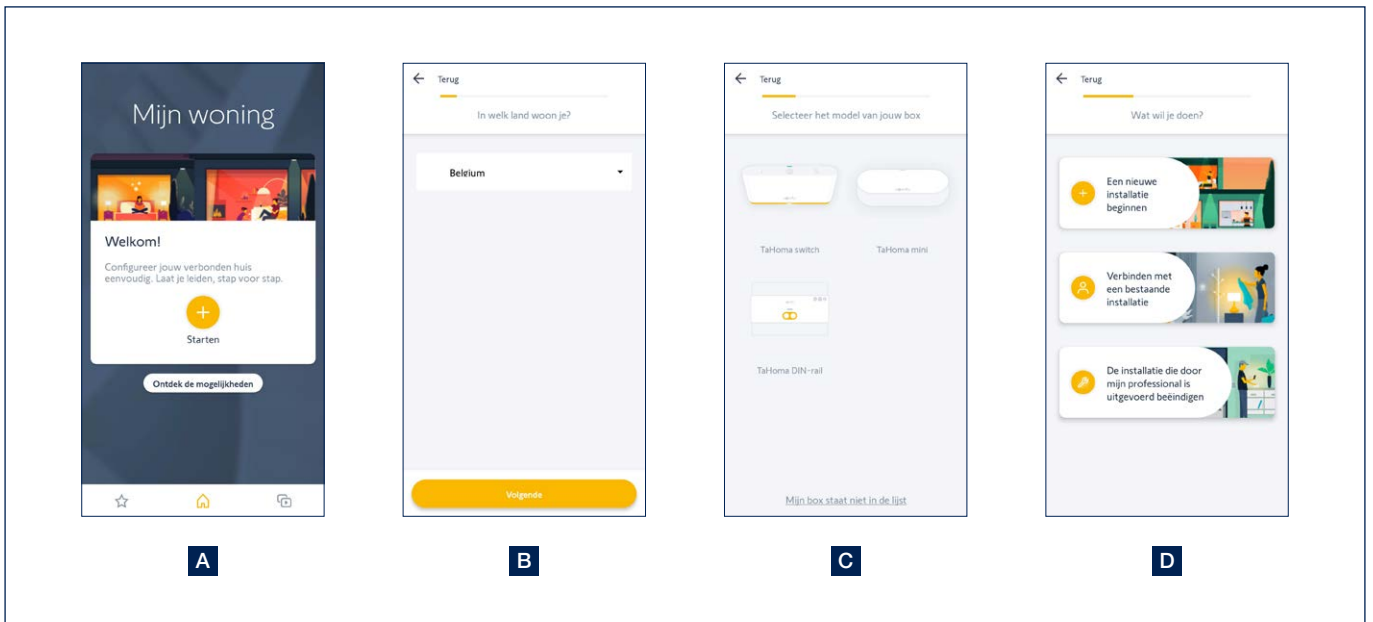 Mijn woning
Welkom!
Configureer jouw verbonden huis
eenvoudig. Laat je leiden, stap voor stap.
Starten
Ontdek de mogelijkheden
A
Terug
In welk land woon je?
Belgium
Volgende
B
Terug
Selecteer het model van jouw box
TaHoma switch
TaHoma mini
TaHoma DIN-rail
Mijn box staat niet in de lijst
C
Terug
Wat wil je doen?
Een nieuwe
installatie
beginnen
Verbinden met
een bestaande
installatie
De installatie die door
mijn professional is
uitgevoerd beëindigen
D